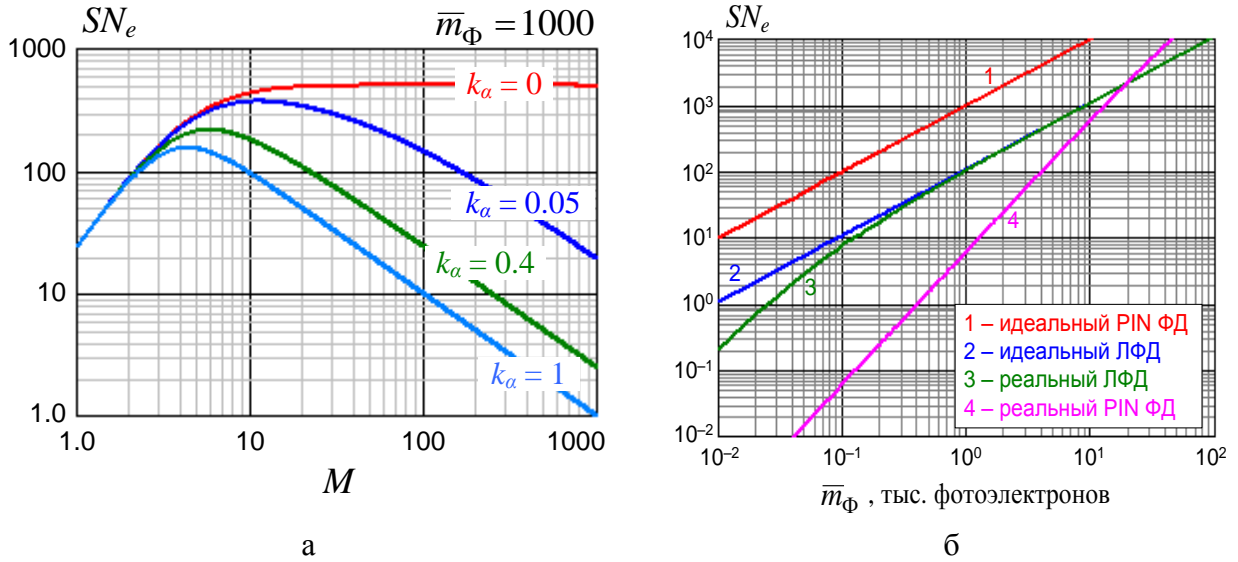 SNₑ
m̅_Φ = 1000
1000
100
10
1.0
kα = 0
kα = 0.05
kα = 0.4
kα = 1
1.0 10 100 1000
M
а
SNₑ
10⁴
10³
10²
10¹
10⁰
10⁻¹
10⁻²
1
2
3
4
1 – идеальный PIN ФД
2 – идеальный ЛФД
3 – реальный ЛФД
4 – реальный PIN ФД
10⁻² 10⁻¹ 10⁰ 10¹ 10²
m̅_Φ , тыс. фотоэлектронов
б